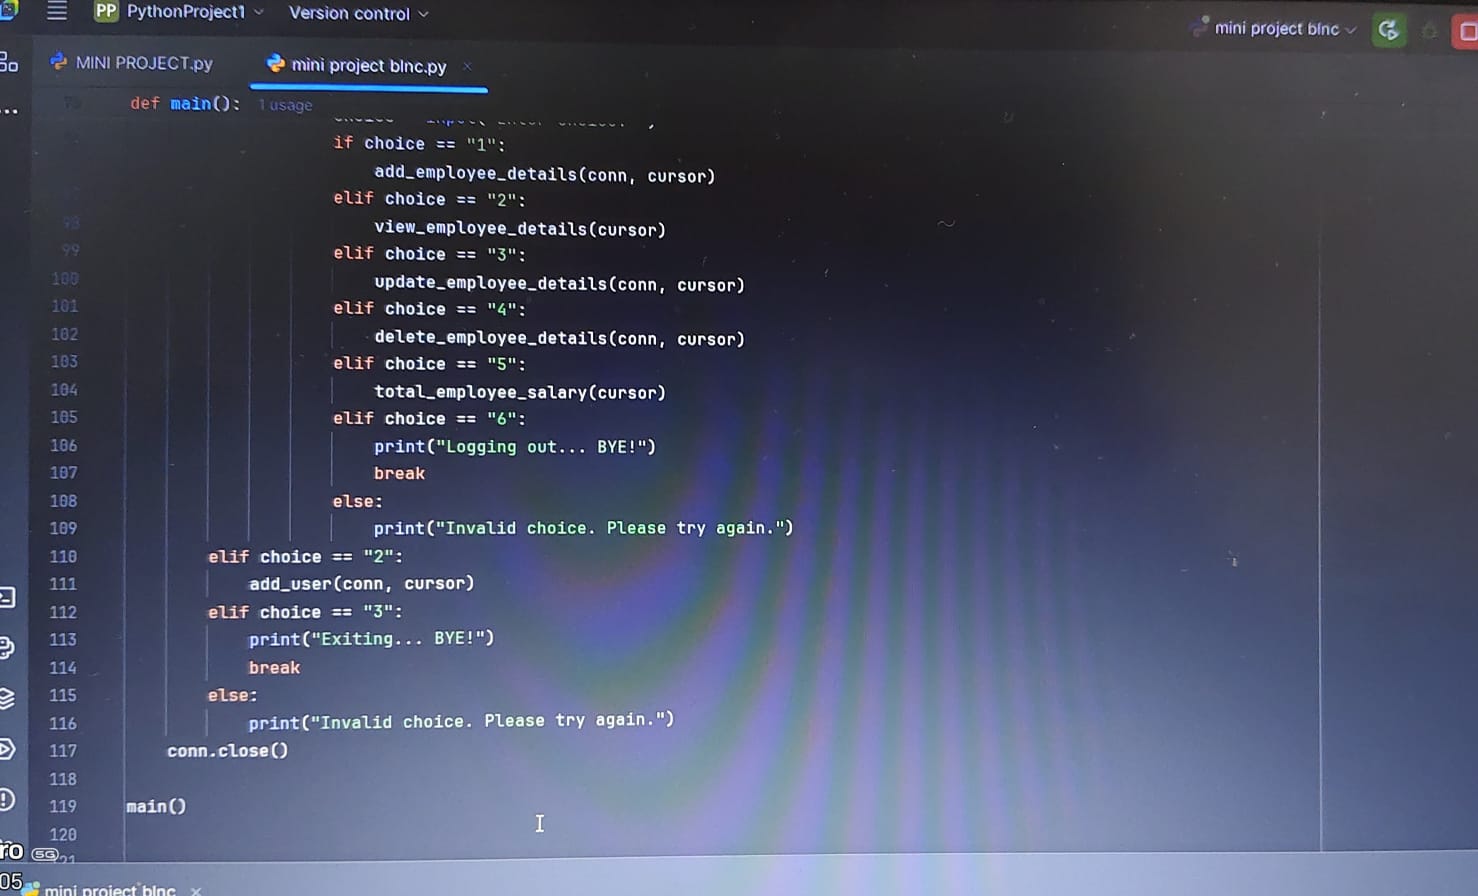 PP PythonProject1 Version control
mini project blnc
MINI PROJECT.py mini project blnc.py
def main(): 1 usage
if choice == "1":
add_employee_details(conn, cursor)
elif choice == "2":
98 view_employee_details(cursor)
99 elif choice == "3":
100 update_employee_details(conn, cursor)
101 elif choice == "4":
102 delete_employee_details(conn, cursor)
103 elif choice == "5":
104 total_employee_salary(cursor)
105 elif choice == "6":
106 print("Logging out... BYE!")
107 break
108 else:
109 print("Invalid choice. Please try again.")
110 elif choice == "2":
111 add_user(conn, cursor)
112 elif choice == "3":
113 print("Exiting... BYE!")
114 break
115 else:
116 print("Invalid choice. Please try again.")
117 conn.close()
118
119 main()
120
ro 5G
05 mini project blnc